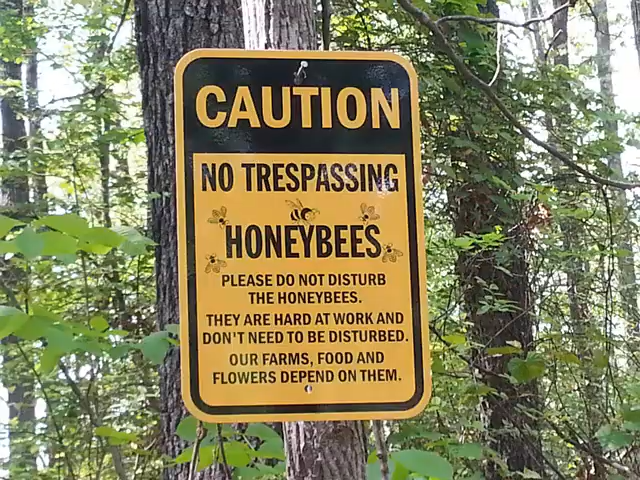 CAUTION
NO TRESPASSING
HONEYBEES
PLEASE DO NOT DISTURB
THE HONEYBEES.
THEY ARE HARD AT WORK AND
DON'T NEED TO BE DISTURBED.
OUR FARMS, FOOD AND
FLOWERS DEPEND ON THEM.